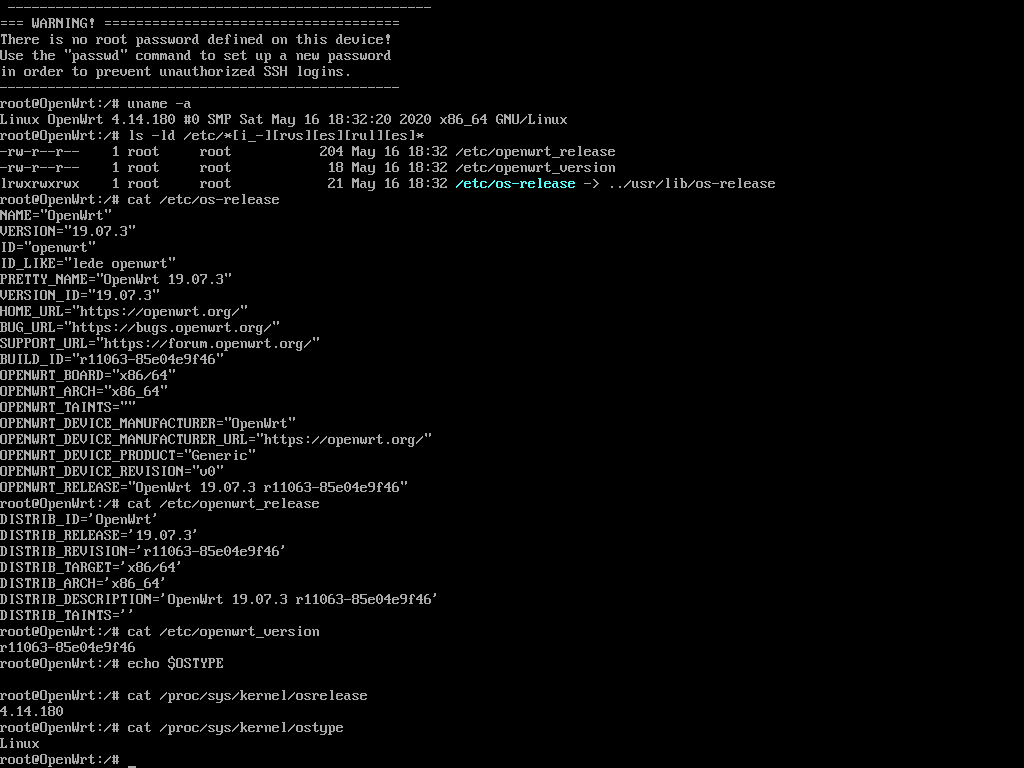 -----------------------------------------------------
=== WARNING! =====================================
There is no root password defined on this device!
Use the "passwd" command to set up a new password
in order to prevent unauthorized SSH logins.
--------------------------------------------------
root@OpenWrt:/# uname -a
Linux OpenWrt 4.14.180 #0 SMP Sat May 16 18:32:20 2020 x86_64 GNU/Linux
root@OpenWrt:/# ls -ld /etc/*[i_-][rvs][es][rul][es]*
-rw-r--r--    1 root     root           204 May 16 18:32 /etc/openwrt_release
-rw-r--r--    1 root     root            18 May 16 18:32 /etc/openwrt_version
lrwxrwxrwx    1 root     root            21 May 16 18:32 /etc/os-release -> ../usr/lib/os-release
root@OpenWrt:/# cat /etc/os-release
NAME="OpenWrt"
VERSION="19.07.3"
ID="openwrt"
ID_LIKE="lede openwrt"
PRETTY_NAME="OpenWrt 19.07.3"
VERSION_ID="19.07.3"
HOME_URL="https://openwrt.org/"
BUG_URL="https://bugs.openwrt.org/"
SUPPORT_URL="https://forum.openwrt.org/"
BUILD_ID="r11063-85e04e9f46"
OPENWRT_BOARD="x86/64"
OPENWRT_ARCH="x86_64"
OPENWRT_TAINTS=""
OPENWRT_DEVICE_MANUFACTURER="OpenWrt"
OPENWRT_DEVICE_MANUFACTURER_URL="https://openwrt.org/"
OPENWRT_DEVICE_PRODUCT="Generic"
OPENWRT_DEVICE_REVISION="v0"
OPENWRT_RELEASE="OpenWrt 19.07.3 r11063-85e04e9f46"
root@OpenWrt:/# cat /etc/openwrt_release
DISTRIB_ID='OpenWrt'
DISTRIB_RELEASE='19.07.3'
DISTRIB_REVISION='r11063-85e04e9f46'
DISTRIB_TARGET='x86/64'
DISTRIB_ARCH='x86_64'
DISTRIB_DESCRIPTION='OpenWrt 19.07.3 r11063-85e04e9f46'
DISTRIB_TAINTS=''
root@OpenWrt:/# cat /etc/openwrt_version
r11063-85e04e9f46
root@OpenWrt:/# echo $OSTYPE

root@OpenWrt:/# cat /proc/sys/kernel/osrelease
4.14.180
root@OpenWrt:/# cat /proc/sys/kernel/ostype
Linux
root@OpenWrt:/# _